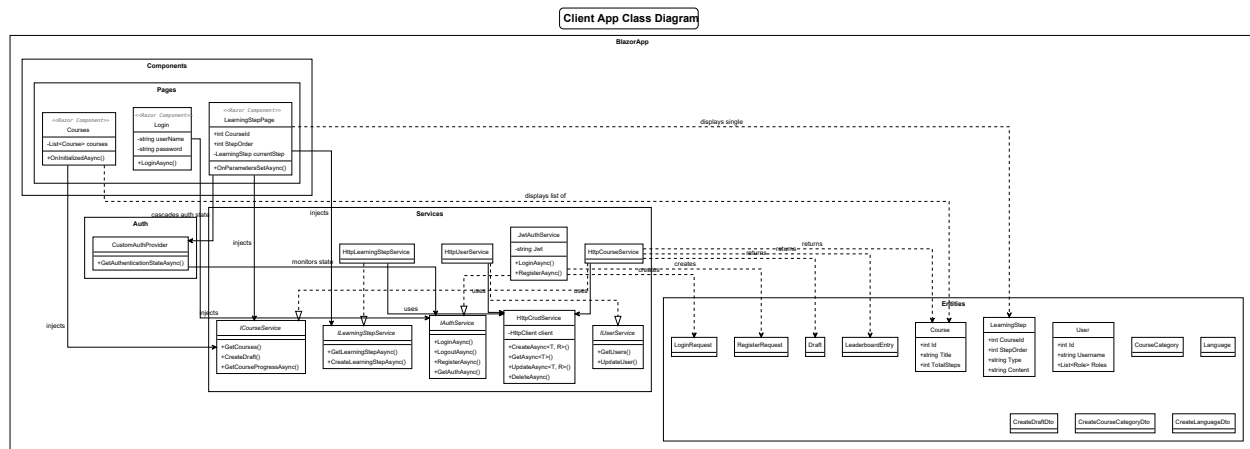 Client App Class Diagram
BlazorApp
Components
Pages
<<Razor Component>>
Courses
-List<Course> courses
+OnInitializedAsync()
<<Razor Component>>
Login
-string userName
-string password
+LoginAsync()
<<Razor Component>>
LearningStepPage
+int CourseId
+int StepOrder
-LearningStep currentStep
+OnParametersSetAsync()
displays single
displays list of
cascades auth state
injects
injects
injects
injects
Auth
CustomAuthProvider
+GetAuthenticationStateAsync()
monitors state
Services
HttpLearningStepService
HttpUserService
JwtAuthService
-string Jwt
+LoginAsync()
+RegisterAsync()
HttpCourseService
returns
returns
creates
creates
uses
uses
uses
ICourseService
+GetCourses()
+CreateDraft()
+GetCourseProgressAsync()
ILearningStepService
+GetLearningStepAsync()
+CreateLearningStepAsync()
IAuthService
+LoginAsync()
+LogoutAsync()
+RegisterAsync()
+GetAuthAsync()
HttpCrudService
-HttpClient client
+CreateAsync<T, R>()
+GetAsync<T>()
+UpdateAsync<T, R>()
+DeleteAsync()
IUserService
+GetUsers()
+UpdateUser()
Entities
LoginRequest
RegisterRequest
Draft
LeaderboardEntry
Course
+int Id
+string Title
+int TotalSteps
LearningStep
+int CourseId
+int StepOrder
+string Type
+string Content
User
+int Id
+string Username
+List<Role> Roles
CourseCategory
Language
CreateDraftDto
CreateCourseCategoryDto
CreateLanguageDto